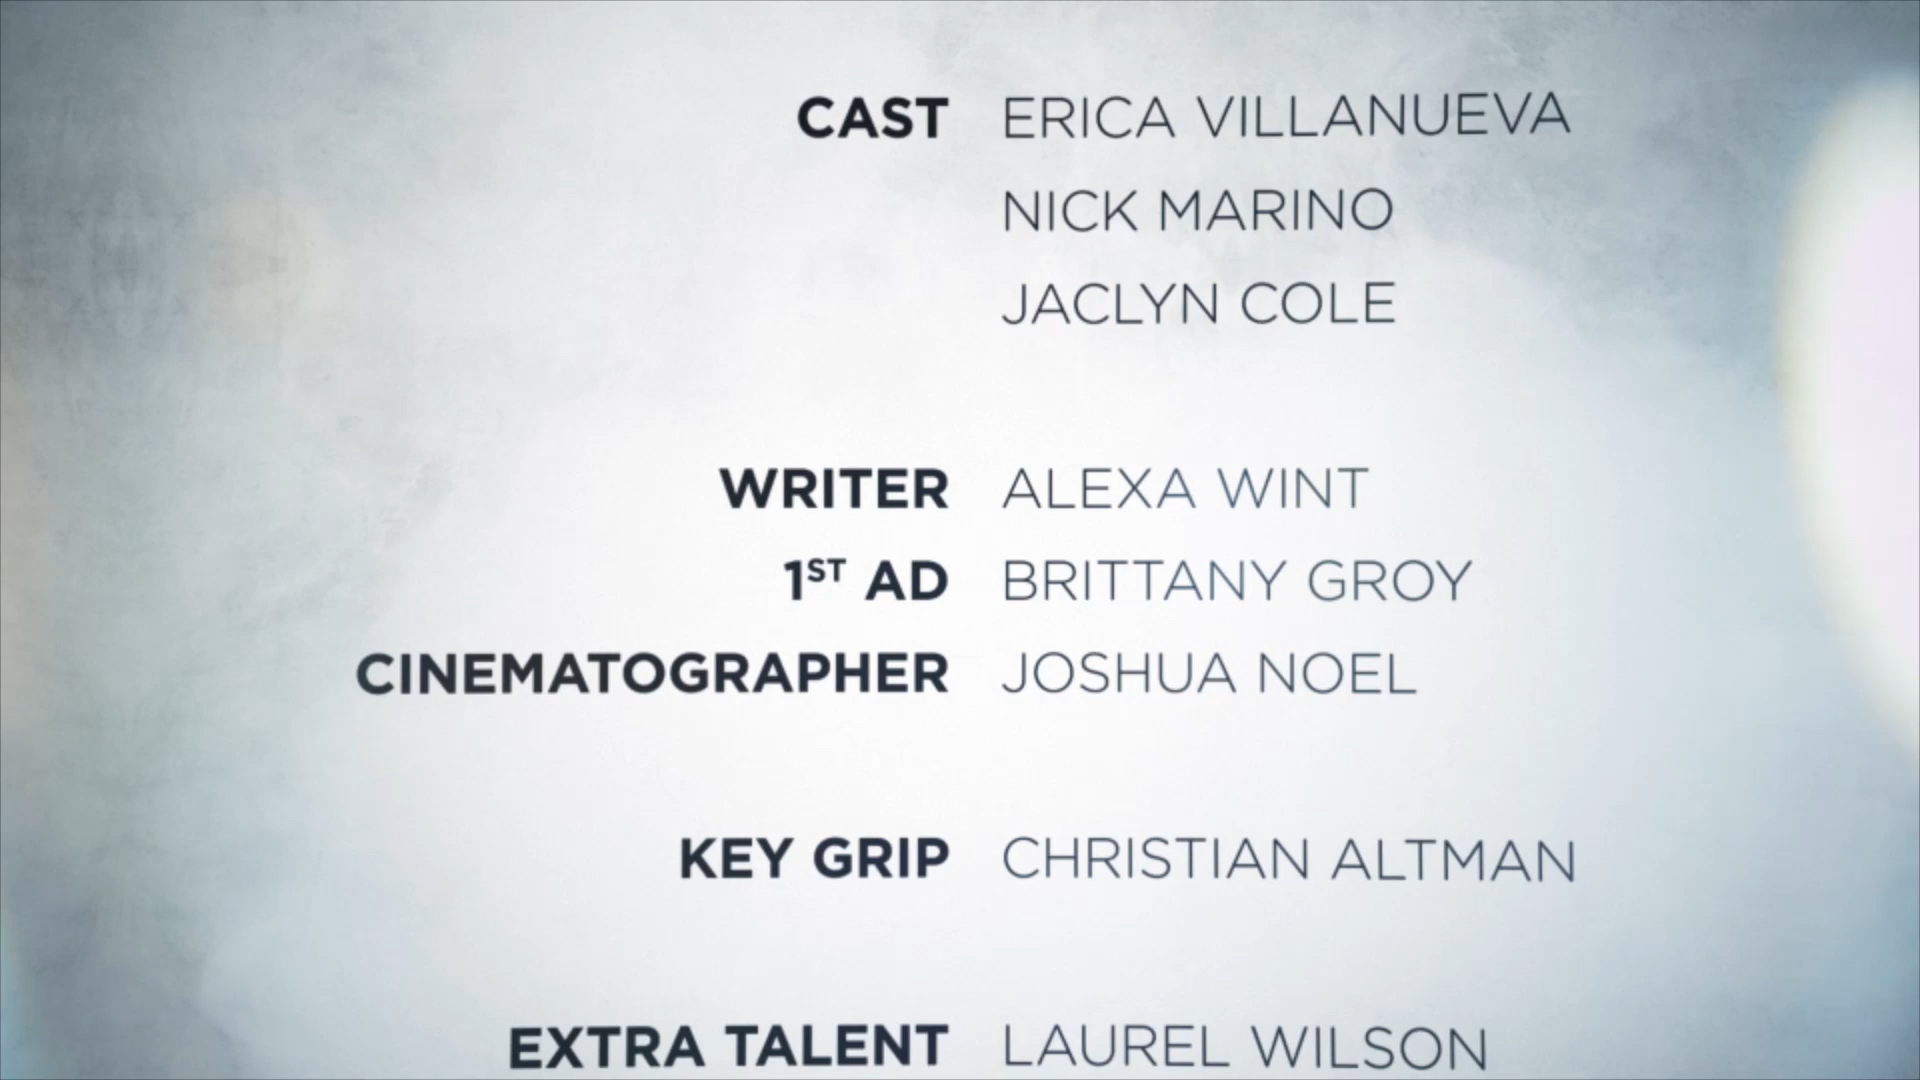 CAST ERICA VILLANUEVA
NICK MARINO
JACLYN COLE
WRITER ALEXA WINT
1ST AD BRITTANY GROY
CINEMATOGRAPHER JOSHUA NOEL
KEY GRIP CHRISTIAN ALTMAN
EXTRA TALENT LAUREL WILSON